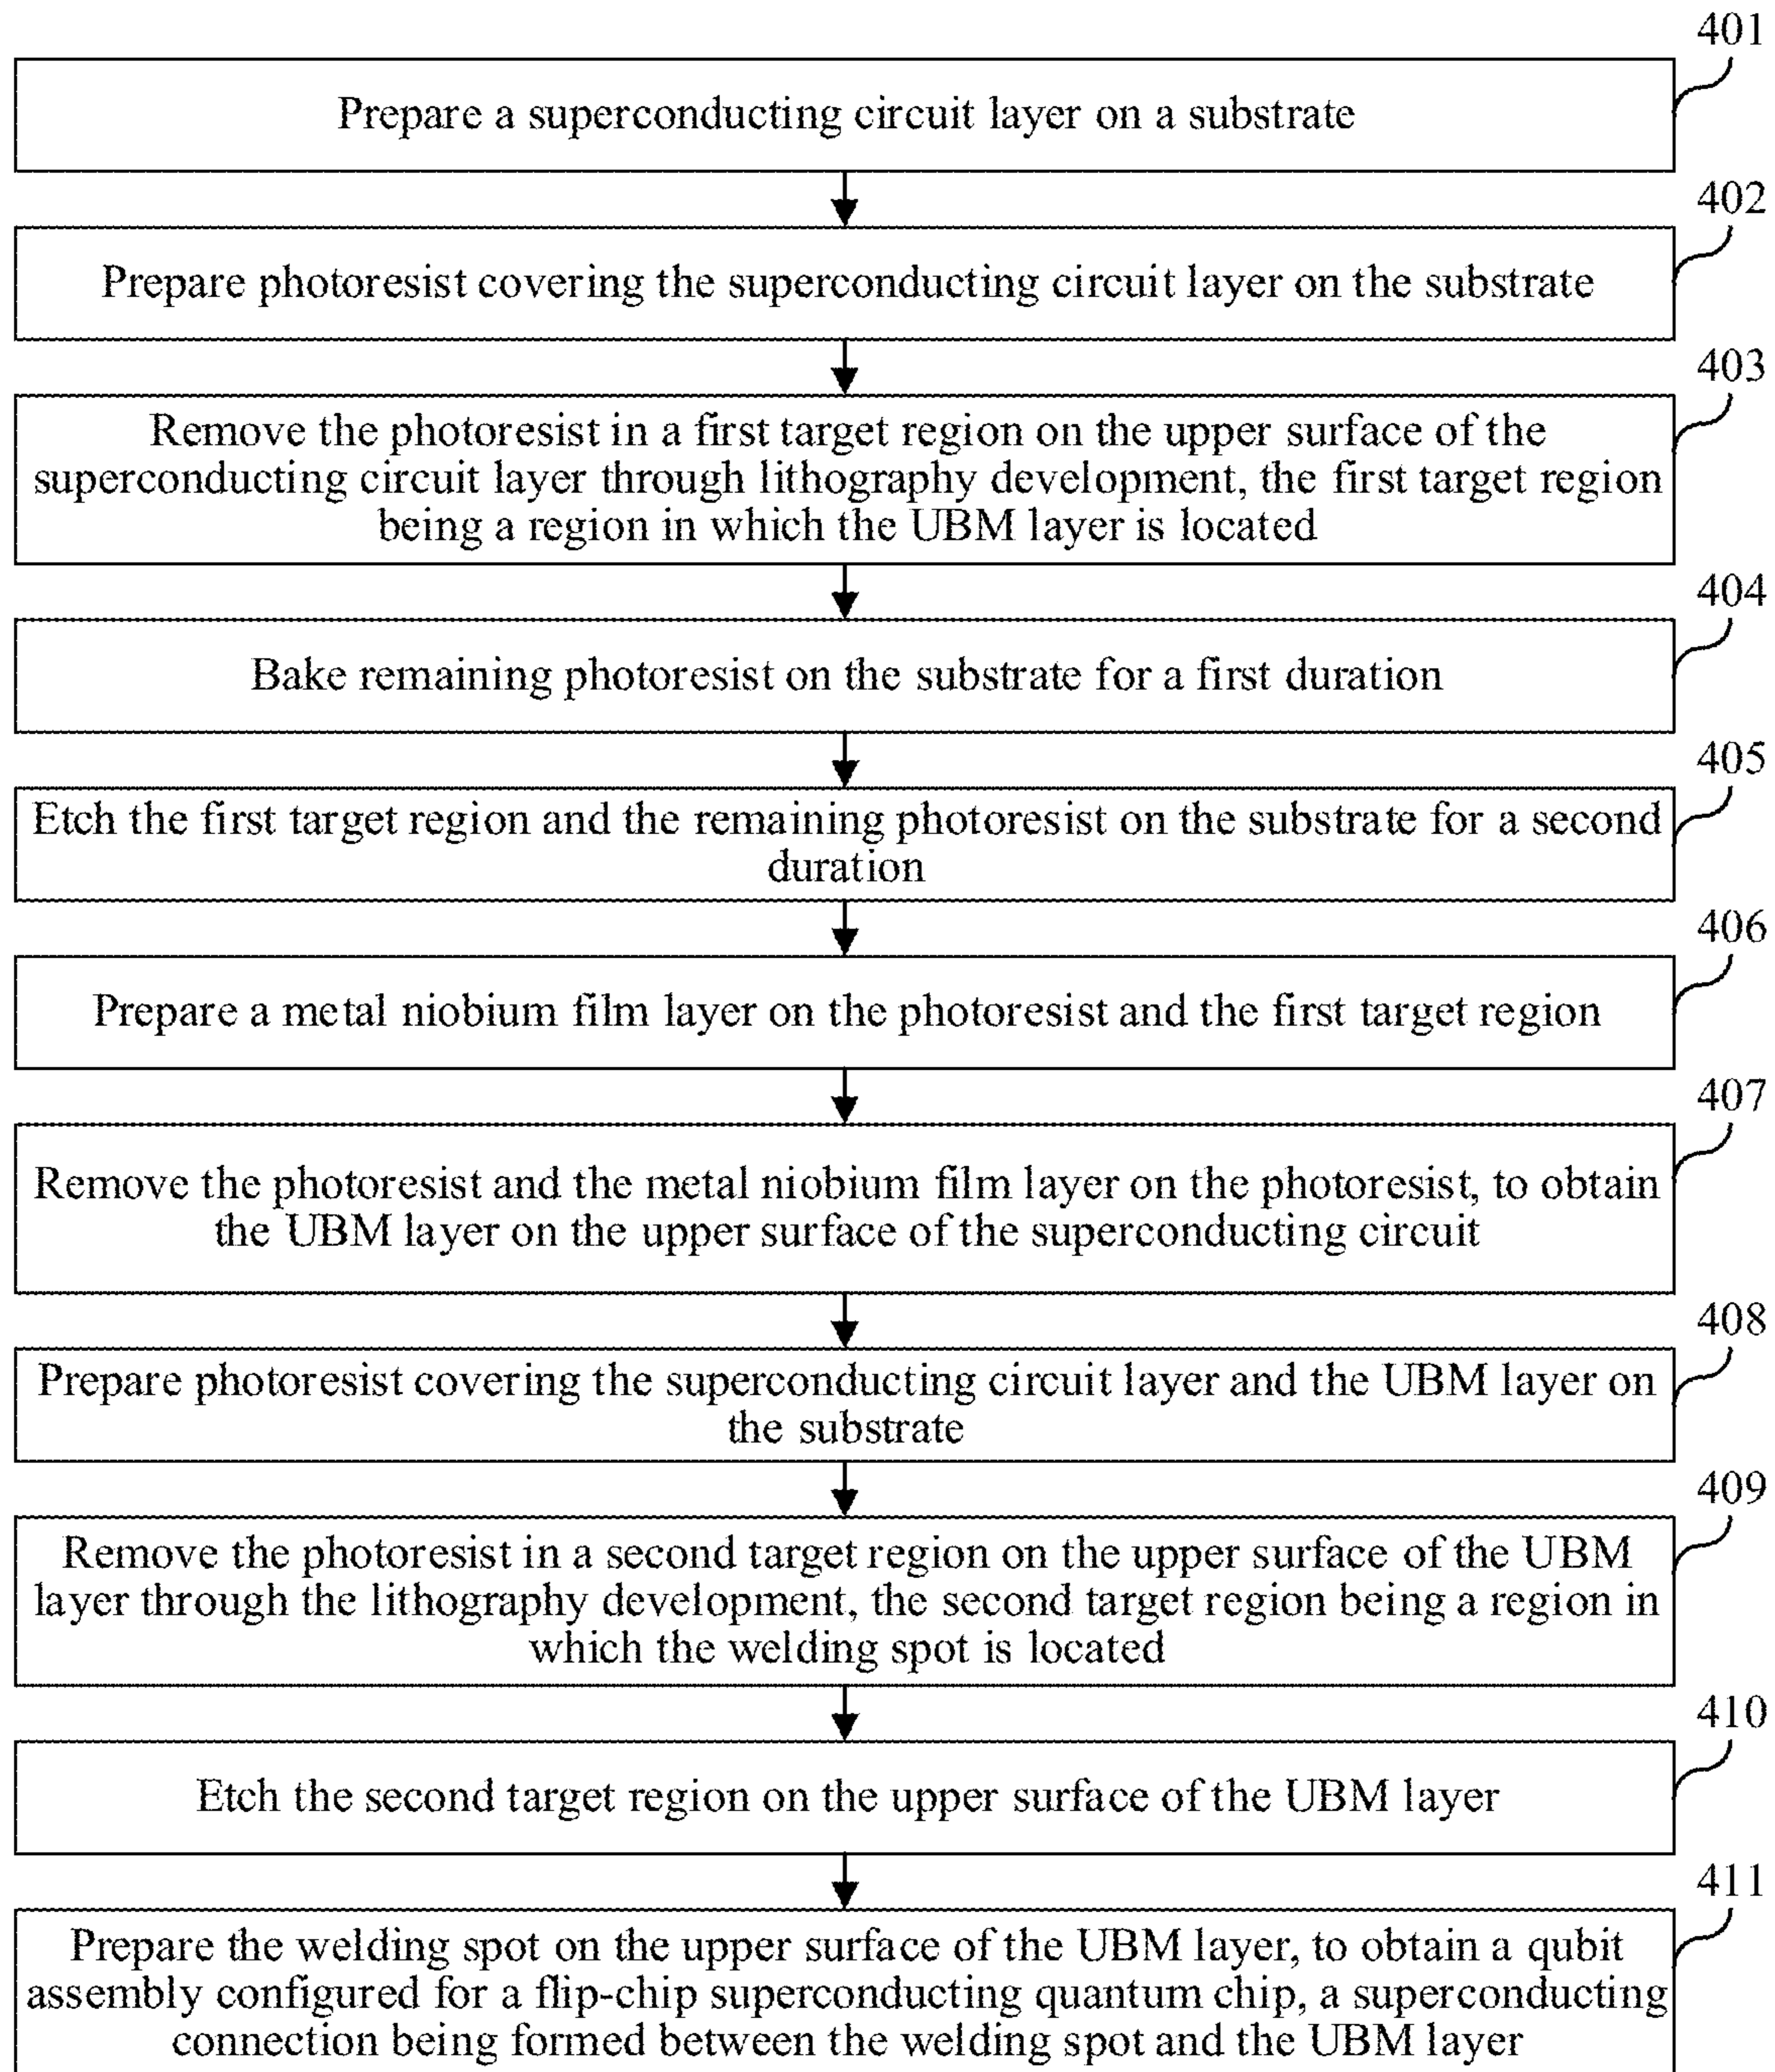 401
Prepare a superconducting circuit layer on a substrate
402
Prepare photoresist covering the superconducting circuit layer on the substrate
403
Remove the photoresist in a first target region on the upper surface of the
superconducting circuit layer through lithography development, the first target region
being a region in which the UBM layer is located
404
Bake remaining photoresist on the substrate for a first duration
405
Etch the first target region and the remaining photoresist on the substrate for a second
duration
406
Prepare a metal niobium film layer on the photoresist and the first target region
407
Remove the photoresist and the metal niobium film layer on the photoresist, to obtain
the UBM layer on the upper surface of the superconducting circuit
408
Prepare photoresist covering the superconducting circuit layer and the UBM layer on
the substrate
409
Remove the photoresist in a second target region on the upper surface of the UBM
layer through the lithography development, the second target region being a region in
which the welding spot is located
410
Etch the second target region on the upper surface of the UBM layer
411
Prepare the welding spot on the upper surface of the UBM layer, to obtain a qubit
assembly configured for a flip-chip superconducting quantum chip, a superconducting
connection being formed between the welding spot and the UBM layer